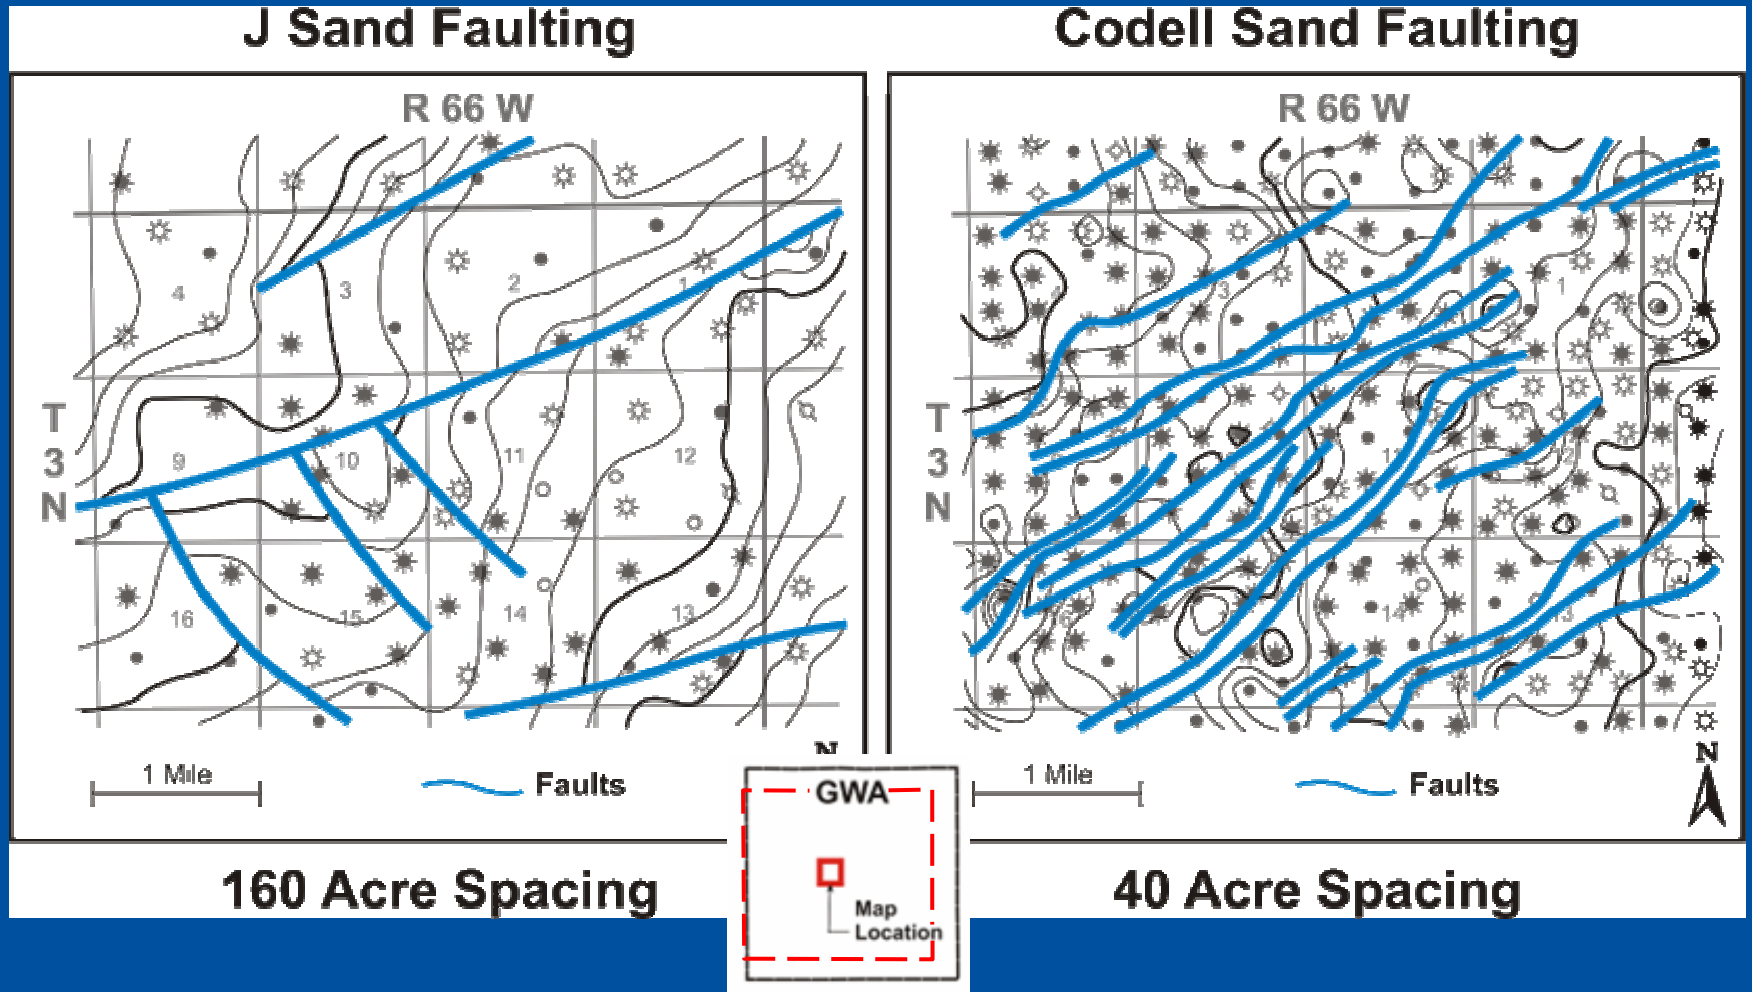 J Sand Faulting
R 66 W
T
3
N
4
3
2
1
9
10
11
12
16
15
14
13
N
1 Mile
Faults
160 Acre Spacing
Codell Sand Faulting
R 66 W
T
3
N
3
1
14
13
N
1 Mile
Faults
40 Acre Spacing
GWA
Map
Location